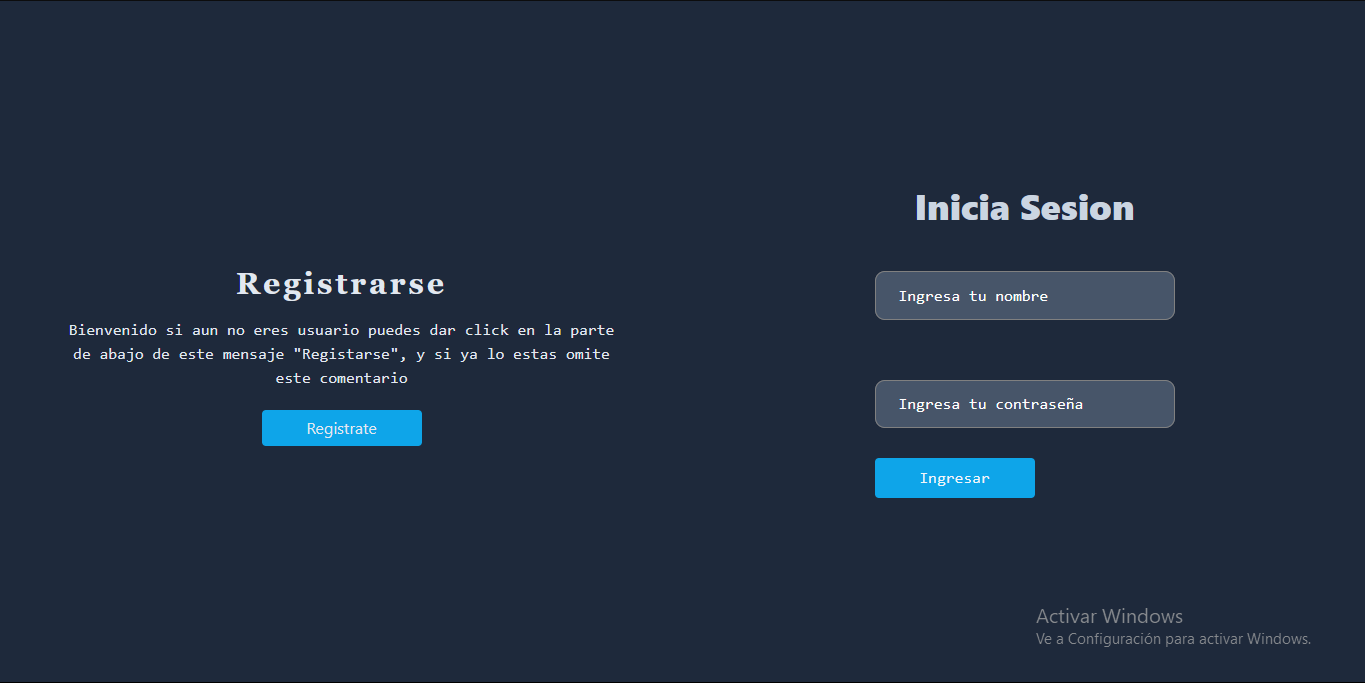 Registrarse
Bienvenido si aun no eres usuario puedes dar click en la parte
de abajo de este mensaje "Registarse", y si ya lo estas omite
este comentario
Registrate
Inicia Sesion
Ingresa tu nombre
Ingresa tu contraseña
Ingresar
Activar Windows
Ve a Configuración para activar Windows.